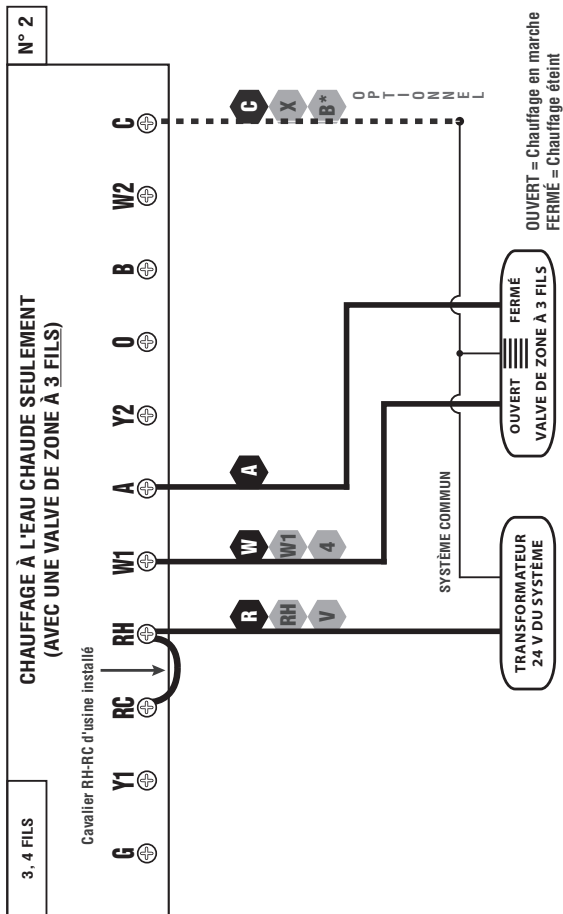 3, 4 FILS
CHAUFFAGE À L'EAU CHAUDE SEULEMENT
(AVEC UNE VALVE DE ZONE À 3 FILS)
N° 2
Cavalier RH-RC d'usine installé
G
Y1
RC
RH
W1
A
Y2
O
B
W2
C
R
RH
V
W
W1
4
A
C
X
B*
OPTIONNEL
SYSTÈME COMMUN
TRANSFORMATEUR
24 V DU SYSTÈME
OUVERT
FERMÉ
VALVE DE ZONE À 3 FILS
OUVERT = Chauffage en marche
FERMÉ = Chauffage éteint